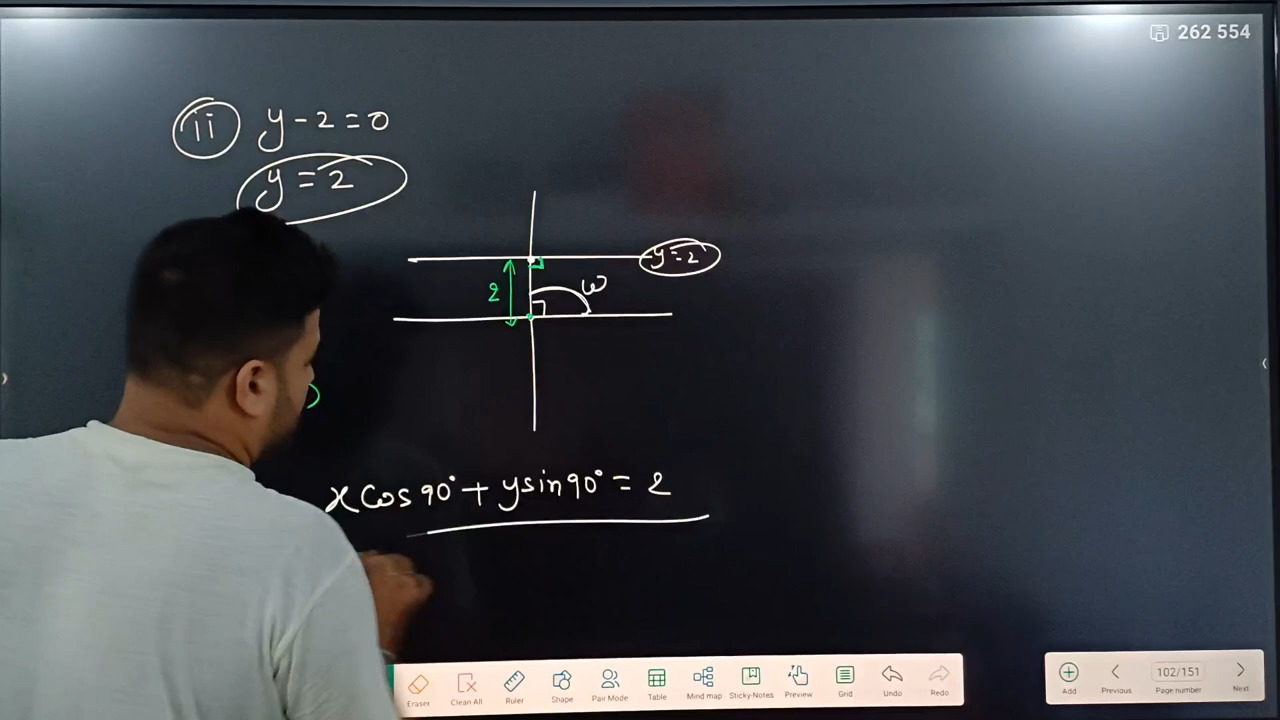 262 554
ii y - 2 = 0
y = 2
y = 2
2
ω
x cos 90° + y sin 90° = 2
Eraser
Clean All
Ruler
Shape
Pair Mode
Table
Mind map
Sticky-Notes
Preview
Grid
Undo
Redo
Add
Previous
102/151
Page number
Next